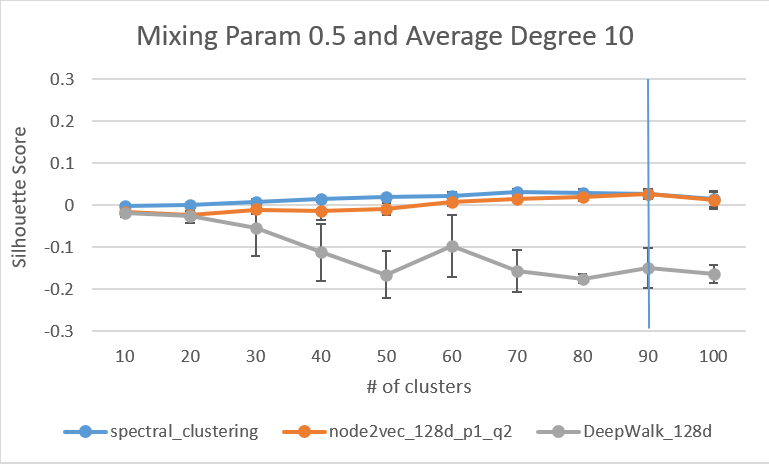 Mixing Param 0.5 and Average Degree 10
0.3
0.2
0.1
0
-0.1
-0.2
-0.3
Silhouette Score
10 20 30 40 50 60 70 80 90 100
# of clusters
spectral_clustering node2vec_128d_p1_q2 DeepWalk_128d